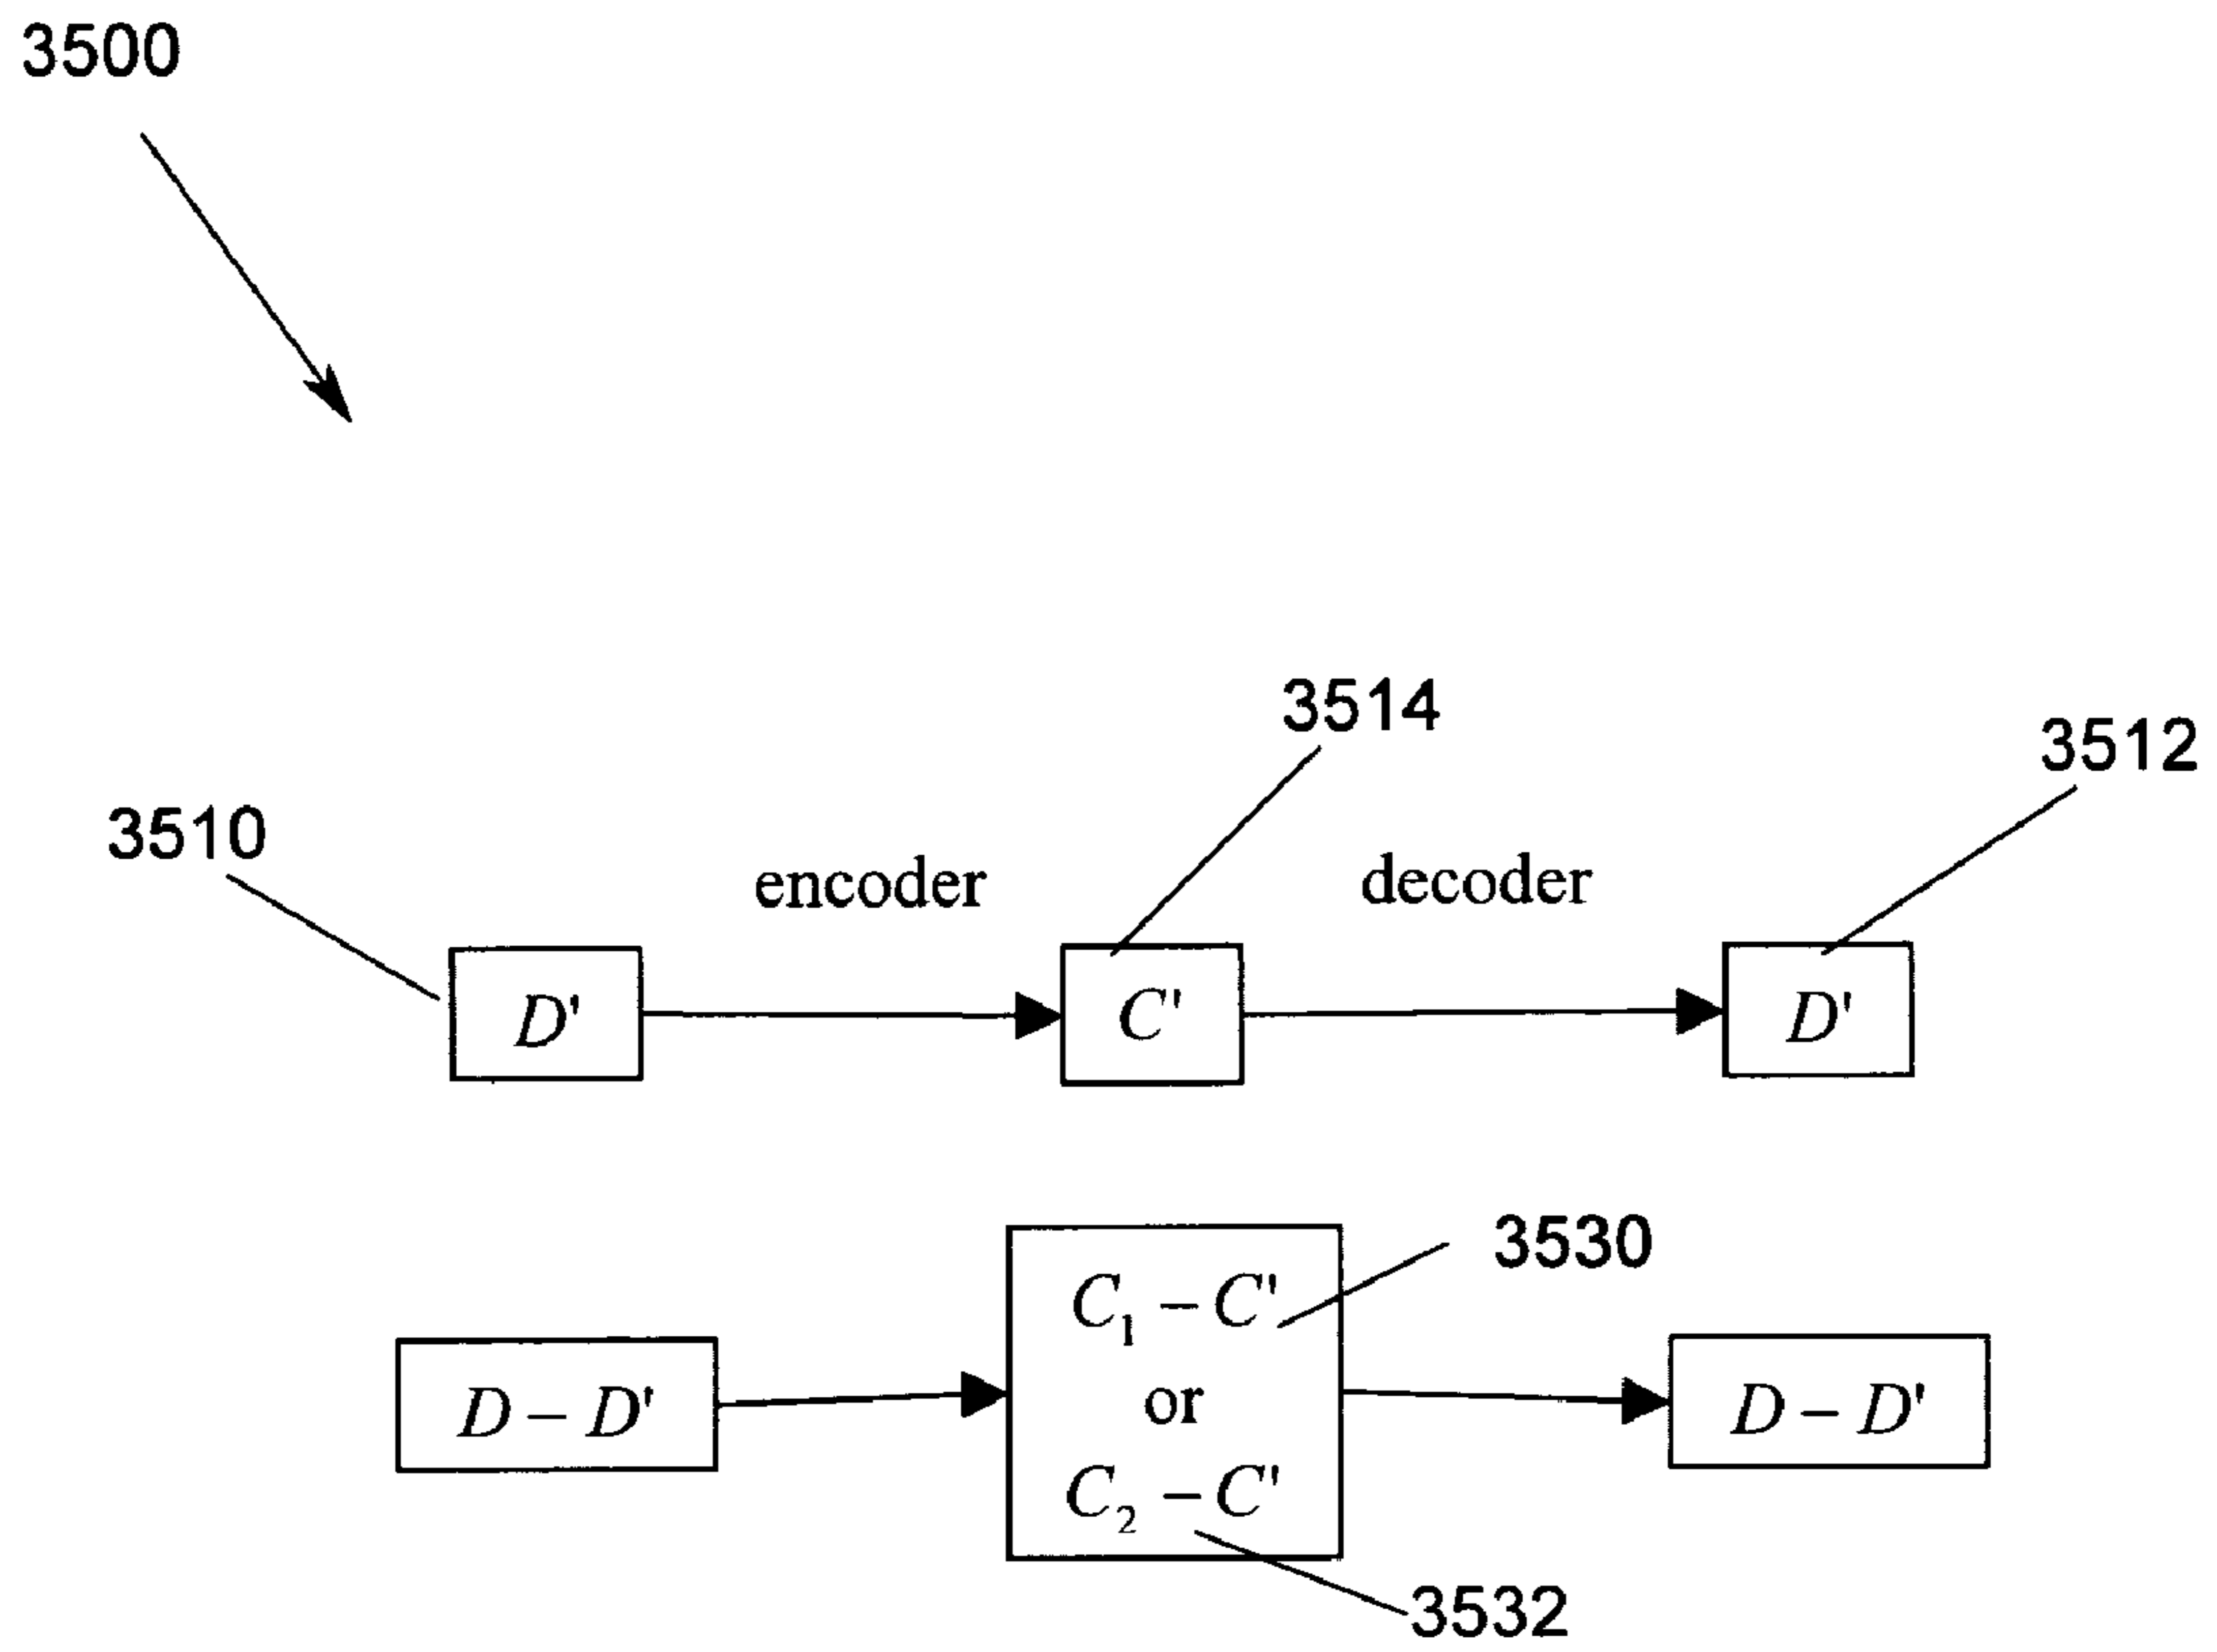 3500
3514
3512
3510
encoder
decoder
D'
C'
D'
3530
C₁ – C'
or
C₂ – C'
D – D'
D – D'
3532